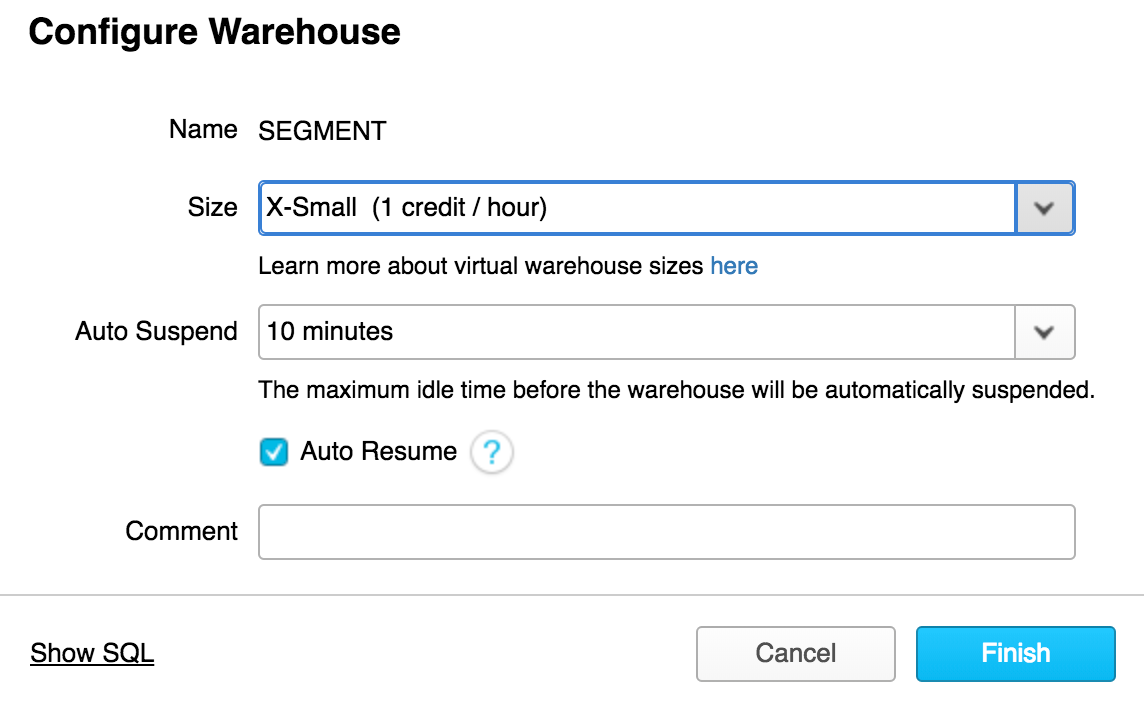 Configure Warehouse
Name SEGMENT
Size X-Small (1 credit / hour)
Learn more about virtual warehouse sizes here
Auto Suspend 10 minutes
The maximum idle time before the warehouse will be automatically suspended.
Auto Resume ?
Comment
Show SQL Cancel Finish